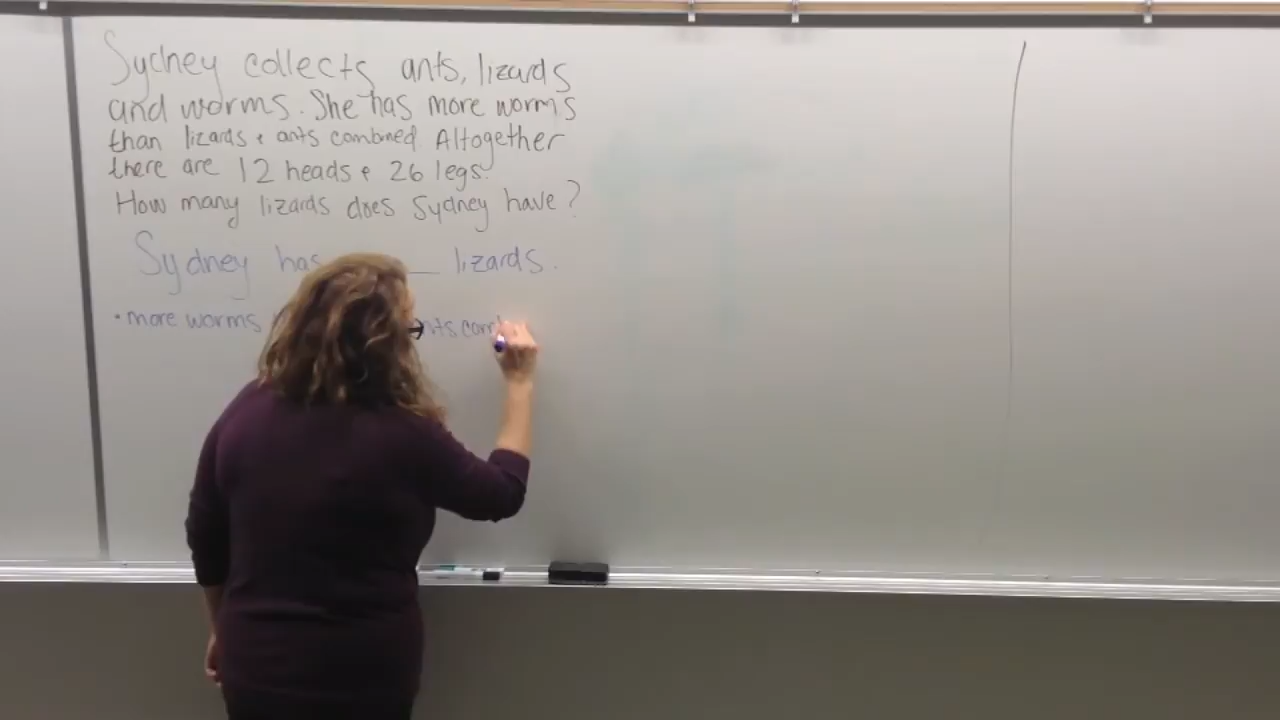 Sydney collects ants, lizards
and worms. She has more worms
than lizards + ants combined Altogether
there are 12 heads + 26 legs.
How many lizards does Sydney have?
Sydney has __ lizards.
• more worms